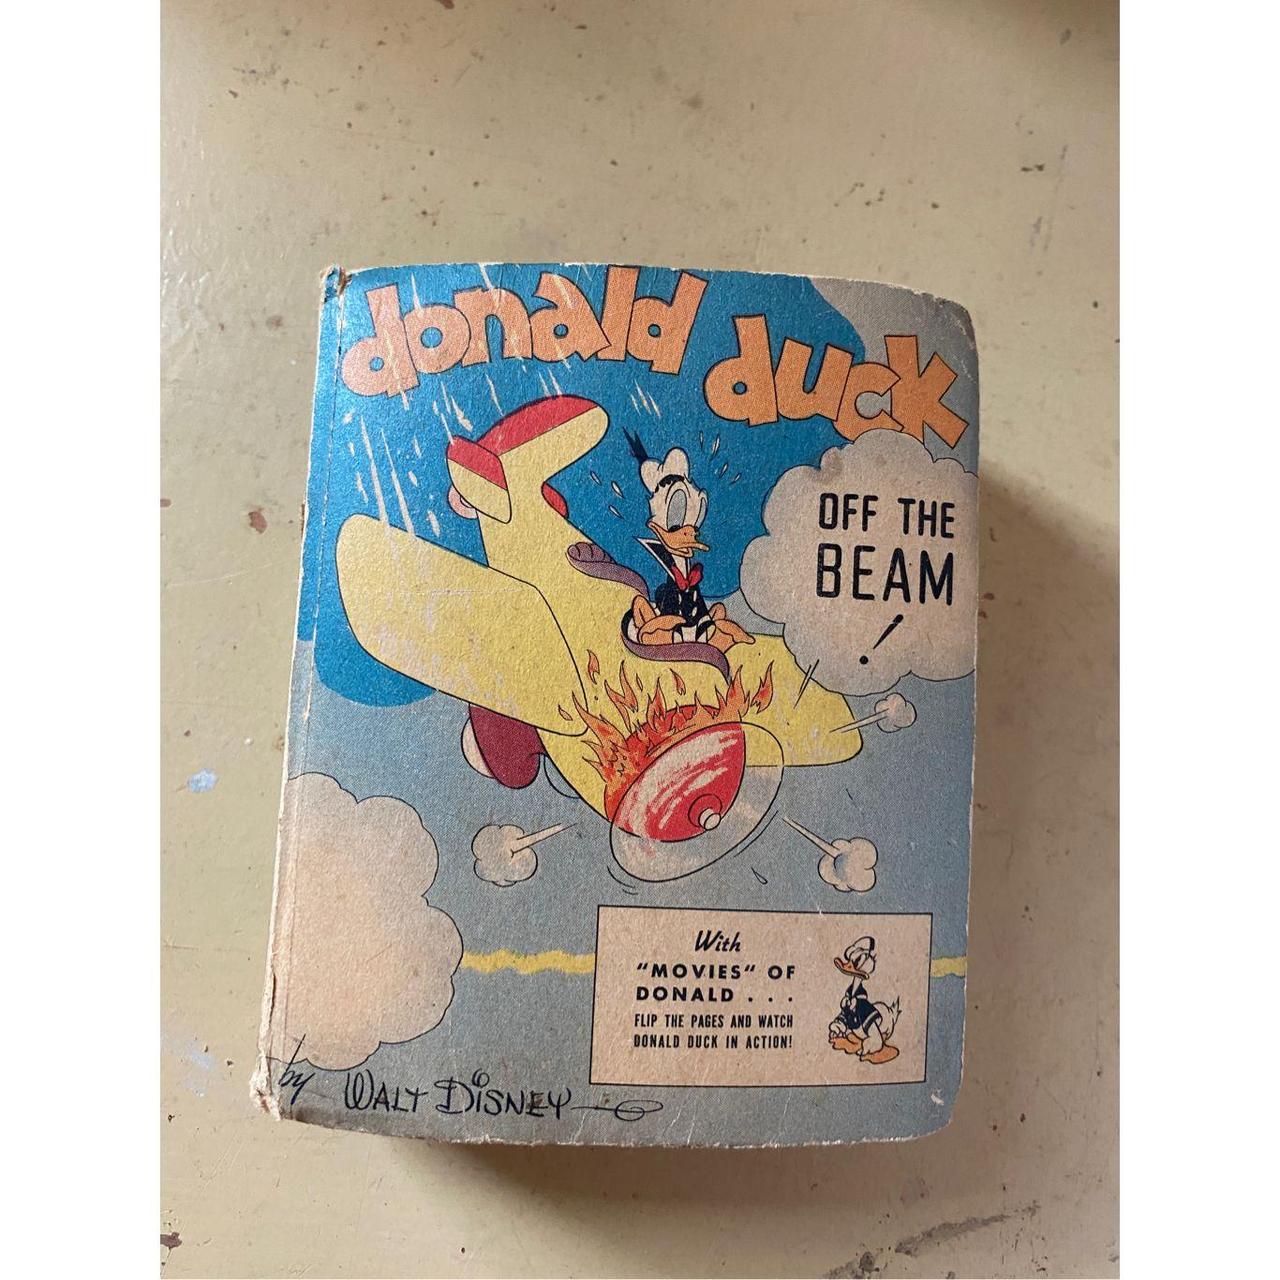 donald duck
OFF THE
BEAM
!
With
"MOVIES" OF
DONALD . . .
FLIP THE PAGES AND WATCH
DONALD DUCK IN ACTION!
by WALT DISNEY